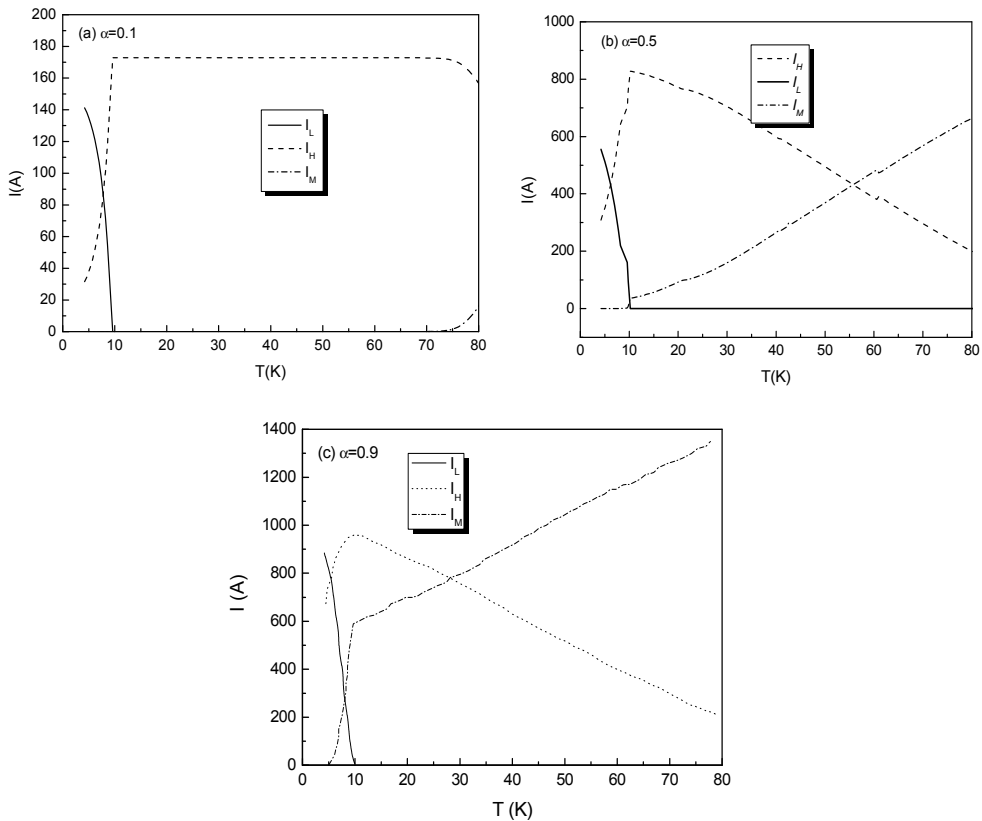 (a) α=0.1
I_L
I_H
I_M
200
180
160
140
120
100
80
60
40
20
0
I(A)
0 10 20 30 40 50 60 70 80
T(K)
(b) α=0.5
I_H
I_L
I_M
1000
800
600
400
200
0
I(A)
0 10 20 30 40 50 60 70 80
T(K)
(c) α=0.9
I_L
I_H
I_M
1400
1200
1000
800
600
400
200
0
I (A)
0 10 20 30 40 50 60 70 80
T (K)